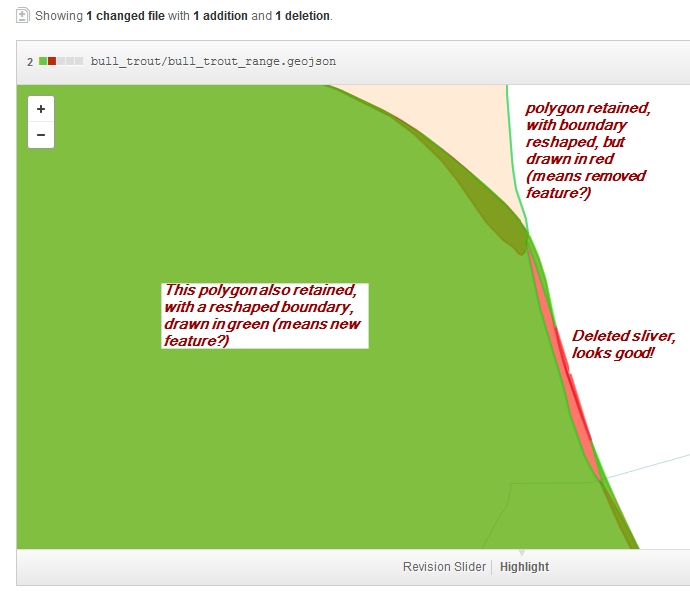 Showing 1 changed file with 1 addition and 1 deletion.
2 bull_trout/bull_trout_range.geojson
+
−
polygon retained,
with boundary
reshaped, but
drawn in red
(means removed
feature?)
This polygon also retained,
with a reshaped boundary,
drawn in green (means new
feature?)
Deleted sliver,
looks good!
Revision Slider Highlight